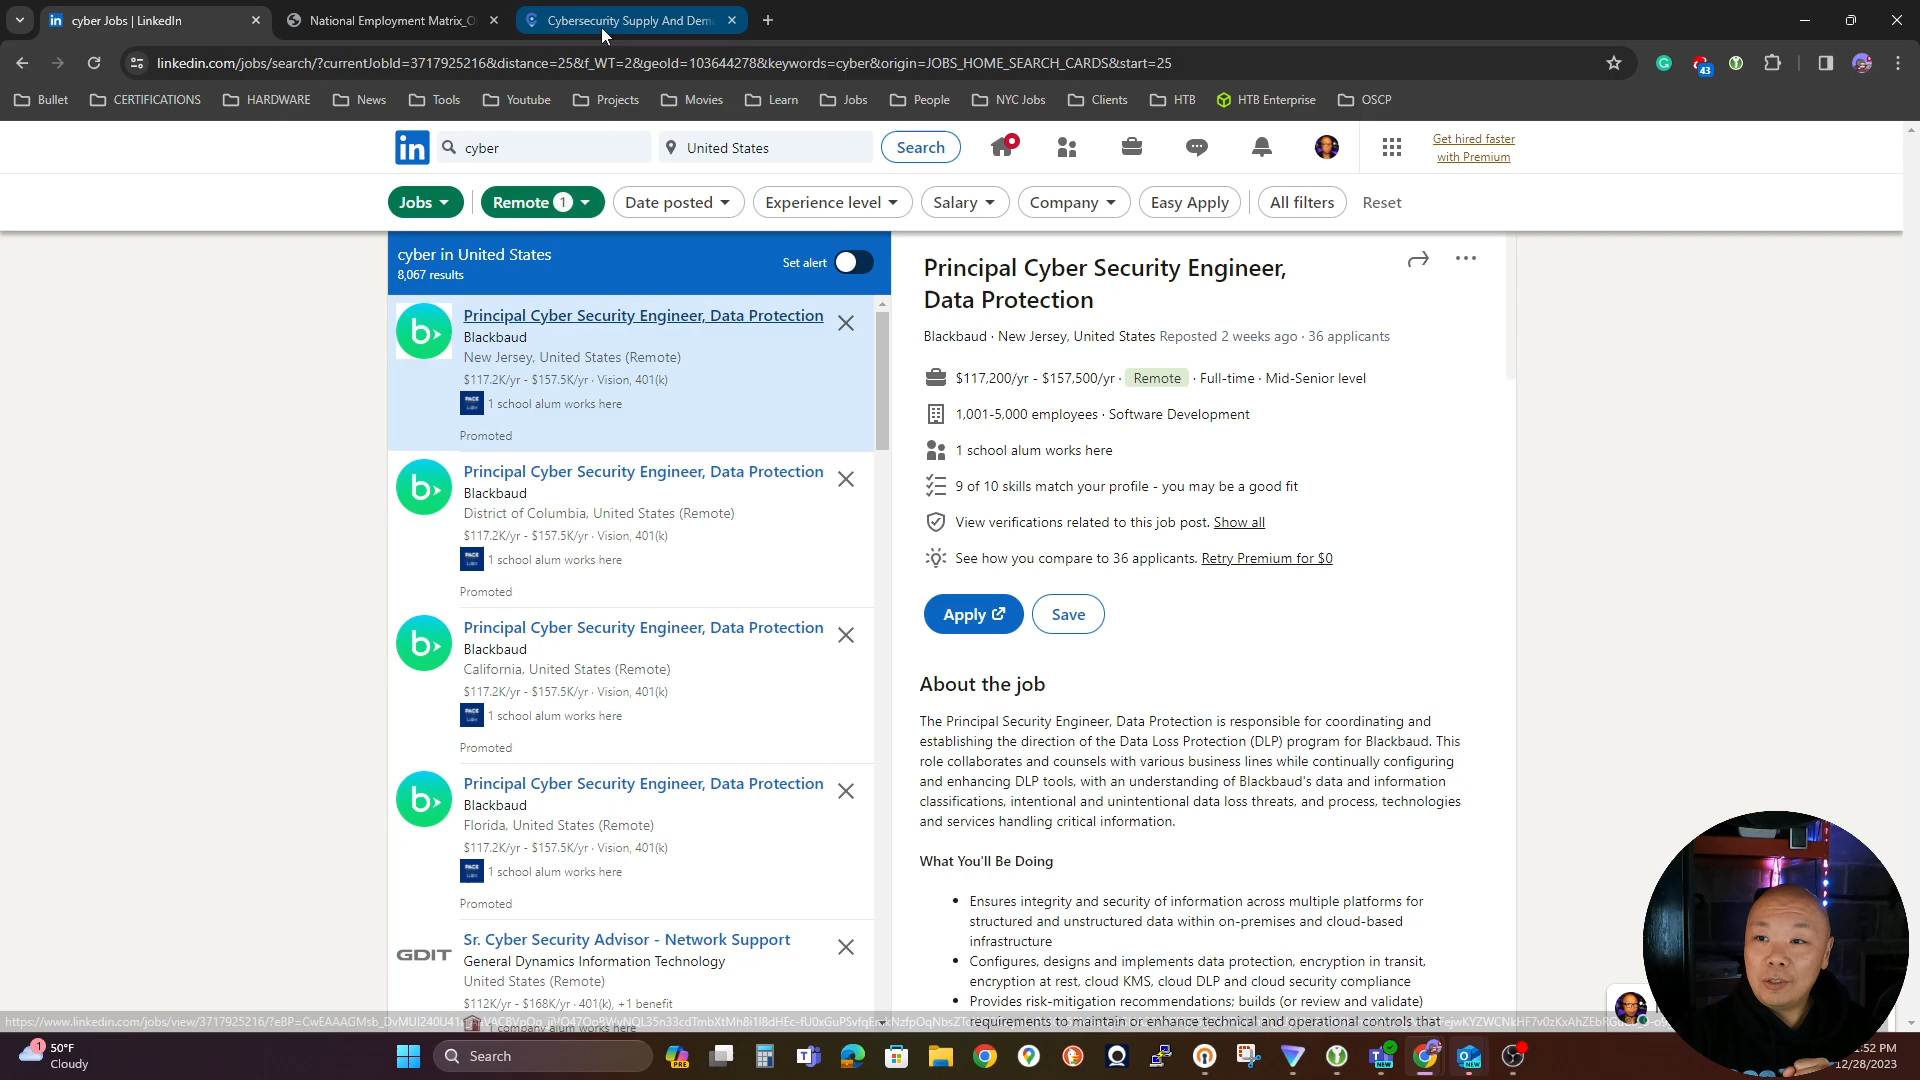 cyber Jobs | LinkedIn
National Employment Matrix_O
Cybersecurity Supply And Dem
linkedin.com/jobs/search/?currentJobId=3717925216&distance=25&f_WT=2&geoId=103644278&keywords=cyber&origin=JOBS_HOME_SEARCH_CARDS&start=25
43
Bullet
CERTIFICATIONS
HARDWARE
News
Tools
Youtube
Projects
Movies
Learn
Jobs
People
NYC Jobs
Clients
HTB
HTB Enterprise
OSCP
in
cyber
United States
Search
Get hired faster
with Premium
Jobs
Remote 1
Date posted
Experience level
Salary
Company
Easy Apply
All filters
Reset
cyber in United States
8,067 results
Set alert
Principal Cyber Security Engineer, Data Protection
Blackbaud
New Jersey, United States (Remote)
$117.2K/yr - $157.5K/yr · Vision, 401(k)
1 school alum works here
Promoted
Principal Cyber Security Engineer, Data Protection
Blackbaud
District of Columbia, United States (Remote)
$117.2K/yr - $157.5K/yr · Vision, 401(k)
1 school alum works here
Promoted
Principal Cyber Security Engineer, Data Protection
Blackbaud
California, United States (Remote)
$117.2K/yr - $157.5K/yr · Vision, 401(k)
1 school alum works here
Promoted
Principal Cyber Security Engineer, Data Protection
Blackbaud
Florida, United States (Remote)
$117.2K/yr - $157.5K/yr · Vision, 401(k)
1 school alum works here
Promoted
GDIT
Sr. Cyber Security Advisor - Network Support
General Dynamics Information Technology
United States (Remote)
$112K/yr - $168K/yr · 401(k), +1 benefit
1 company alum works here
Principal Cyber Security Engineer,
Data Protection
Blackbaud · New Jersey, United States Reposted 2 weeks ago · 36 applicants
$117,200/yr - $157,500/yr · Remote · Full-time · Mid-Senior level
1,001-5,000 employees · Software Development
1 school alum works here
9 of 10 skills match your profile - you may be a good fit
View verifications related to this job post. Show all
See how you compare to 36 applicants. Retry Premium for $0
Apply
Save
About the job
The Principal Security Engineer, Data Protection is responsible for coordinating and
establishing the direction of the Data Loss Protection (DLP) program for Blackbaud. This
role collaborates and counsels with various business lines while continually configuring
and enhancing DLP tools, with an understanding of Blackbaud's data and information
classifications, intentional and unintentional data loss threats, and process, technologies
and services handling critical information.
What You'll Be Doing
• Ensures integrity and security of information across multiple platforms for
structured and unstructured data within on-premises and cloud-based
infrastructure
• Configures, designs and implements data protection, encryption in transit,
encryption at rest, cloud KMS, cloud DLP and cloud security compliance
• Provides risk-mitigation recommendations; builds (or review and validate)
requirements to maintain or enhance technical and operational controls that
1
50°F
Cloudy
Search
PRE
NEW
NEW
:52 PM
12/28/2023